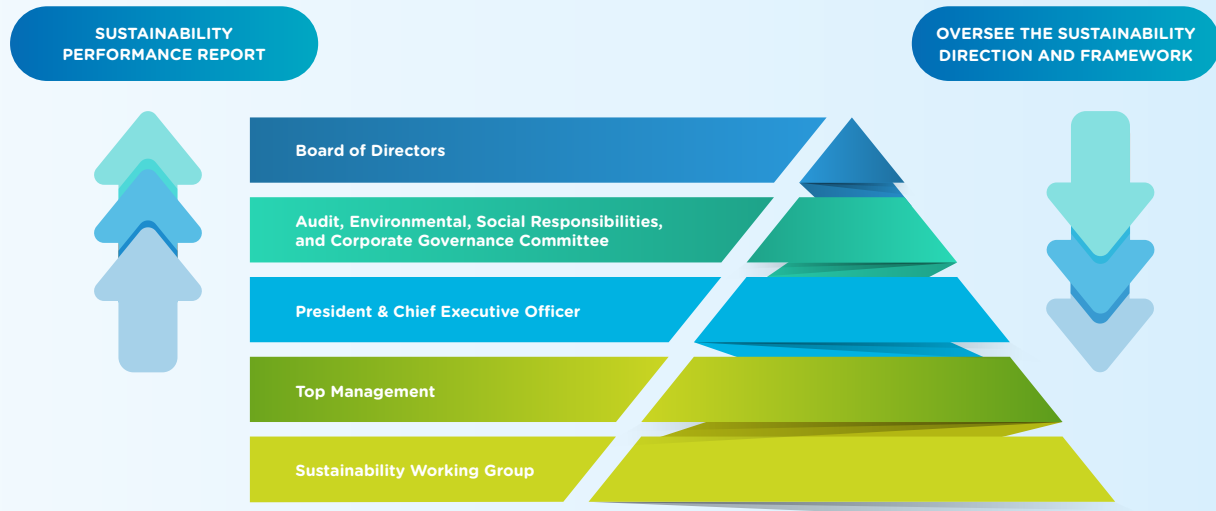 SUSTAINABILITY
PERFORMANCE REPORT
OVERSEE THE SUSTAINABILITY
DIRECTION AND FRAMEWORK
Board of Directors
Audit, Environmental, Social Responsibilities,
and Corporate Governance Committee
President & Chief Executive Officer
Top Management
Sustainability Working Group